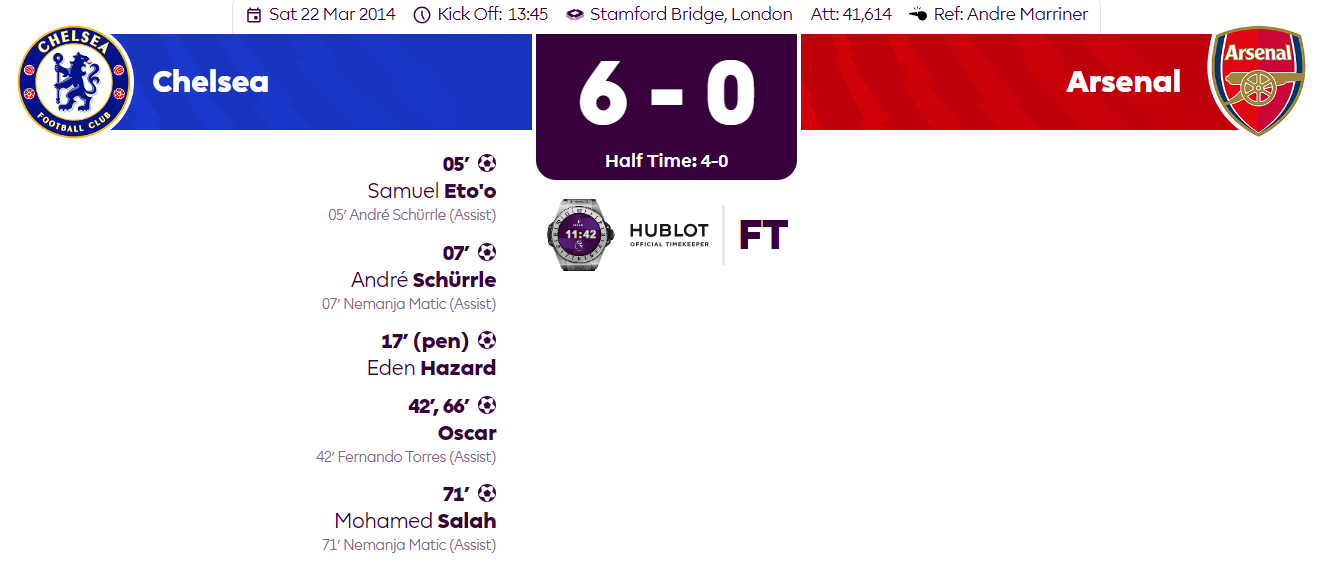 Sat 22 Mar 2014 Kick Off: 13:45 Stamford Bridge, London Att: 41,614 Ref: Andre Marriner
CHELSEA
FOOTBALL CLUB
Chelsea
6 - 0
Arsenal
Arsenal
Half Time: 4-0
05’
Samuel Eto'o
05’ André Schürrle (Assist)
07’
André Schürrle
07’ Nemanja Matic (Assist)
17’ (pen)
Eden Hazard
42’, 66’
Oscar
42’ Fernando Torres (Assist)
71’
Mohamed Salah
71’ Nemanja Matic (Assist)
11:42
HUBLOT
OFFICIAL TIMEKEEPER
FT